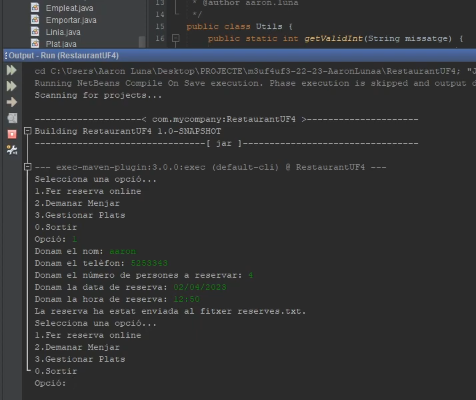 Empleat.java
Emportar.java
Linia.java
Plat.java
13
* @author aaron.luna
14
*/
15
public class Utils {
16
public static int getValidInt(String missatge) {
Output - Run (RestaurantUF4)
cd C:\Users\Aaron Luna\Desktop\PROJECTE\m3uf4uf3-22-23-AaronLunaa\RestaurantUF4; "J
Running NetBeans Compile On Save execution. Phase execution is skipped and output d
Scanning for projects...
--------------------< com.mycompany:RestaurantUF4 >---------------------
Building RestaurantUF4 1.0-SNAPSHOT
--------------------------------[ jar ]---------------------------------
--- exec-maven-plugin:3.0.0:exec (default-cli) @ RestaurantUF4 ---
Selecciona una opció...
1.Fer reserva online
2.Demanar Menjar
3.Gestionar Plats
0.Sortir
Opció: 1
Donam el nom: aaron
Donam el telèfon: 5253343
Donam el número de persones a reservar: 4
Donam la data de reserva: 02/04/2023
Donam la hora de reserva: 12:50
La reserva ha estat enviada al fitxer reserves.txt.
Selecciona una opció...
1.Fer reserva online
2.Demanar Menjar
3.Gestionar Plats
0.Sortir
Opció: